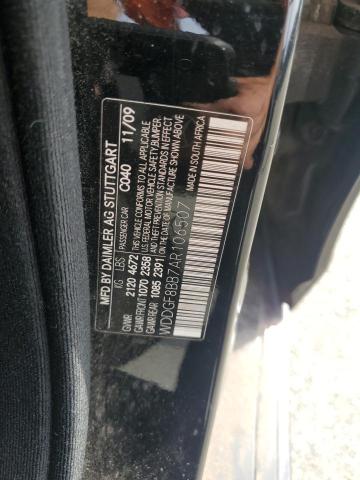 MFD BY DAIMLER AG STUTTGART
PASSENGER CAR CO40 11/09
KG LBS
GVWR 2120 4672
GAWR FRONT 1070 2358
GAWR REAR 1085 2391
THIS VEHICLE CONFORMS TO ALL APPLICABLE
U.S. FEDERAL MOTOR VEHICLE SAFETY, BUMPER,
AND THEFT PREVENTION STANDARDS IN EFFECT
ON THE DATE OF MANUFACTURE SHOWN ABOVE
WDDGF8BB7AR106501
MADE IN SOUTH AFRICA